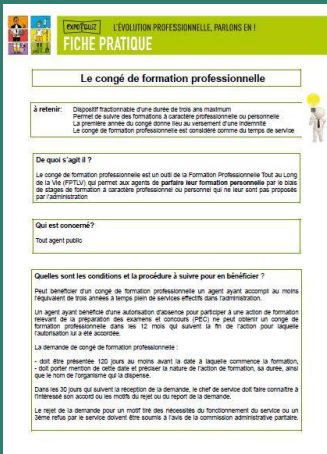 EXPO QUIZ L'ÉVOLUTION PROFESSIONNELLE, PARLONS EN !
FICHE PRATIQUE
Le congé de formation professionnelle
à retenir: Dispositif fractionnable d'une durée de trois ans maximum
Permet de suivre des formations à caractère professionnel ou personnel
La première année du congé donne lieu au versement d'une indemnité
Le congé de formation professionnelle est considéré comme du temps de service
De quoi s'agit il ?
Le congé de formation professionnelle est un outil de la Formation Professionnelle Tout au Long
de la Vie (FPTLV) qui permet aux agents de parfaire leur formation personnelle par le biais
de stages de formation à caractère professionnel ou personnel qui ne leur sont pas proposés
par l'administration
Qui est concerné?
Tout agent public
Quelles sont les conditions et la procédure à suivre pour en bénéficier ?
Peut bénéficier d'un congé de formation professionnelle un agent ayant accompli au moins
l'équivalent de trois années à temps plein de services effectifs dans l'administration.
Un agent ayant bénéficié d'une autorisation d'absence pour participer à une action de formation
relevant de la préparation des examens et concours (PEC) ne peut obtenir un congé de
formation professionnelle dans les 12 mois qui suivent la fin de l'action pour laquelle
l'autorisation lui a été accordée.
La demande de congé de formation professionnelle :
- doit être présentée 120 jours au moins avant la date à laquelle commence la formation,
- doit porter mention de cette date et préciser la nature de l'action de formation, sa durée, ainsi
que le nom de l'organisme qui la dispense.
Dans les 30 jours qui suivent la réception de la demande, le chef de service doit faire connaître à
l'intéressé son accord ou les motifs du rejet ou du report de la demande.
Le rejet de la demande pour un motif tiré des nécessités du fonctionnement du service ou un
3ème refus par le service doivent être soumis à l'avis de la commission administrative paritaire.